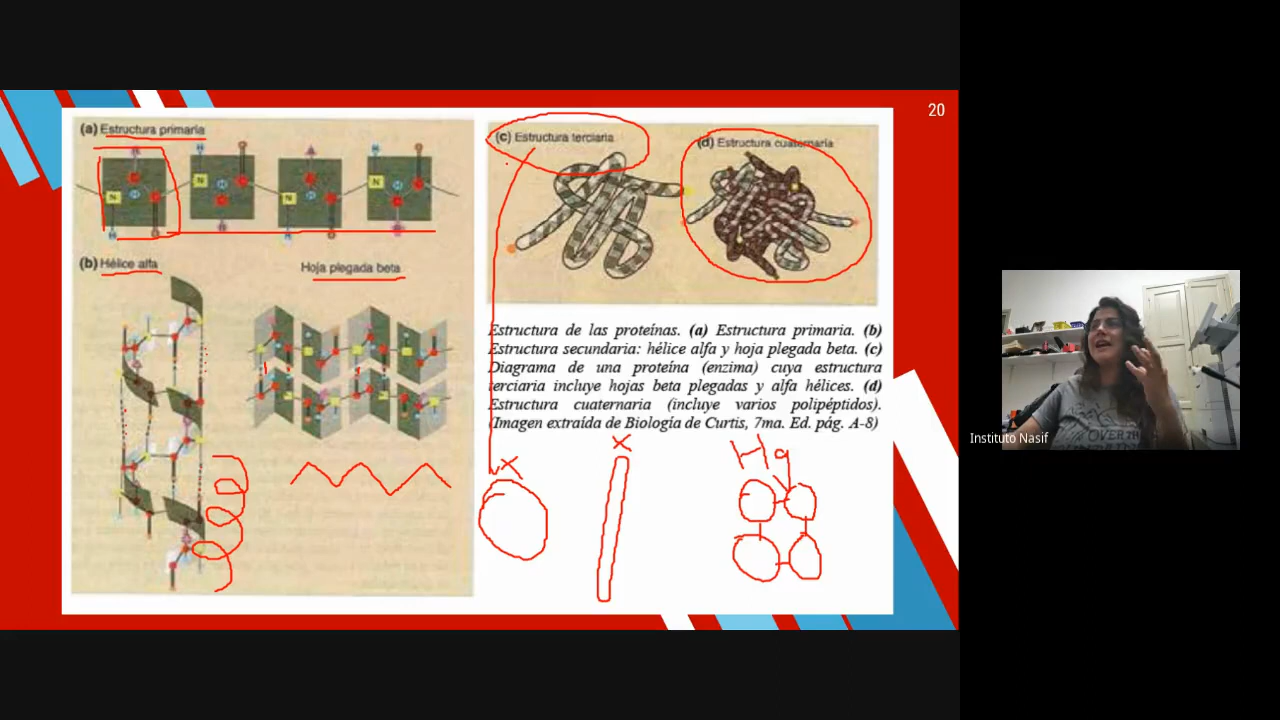 20
(a) Estructura primaria
(b) Hélice alfa
Hoja plegada beta
(c) Estructura terciaria
(d) Estructura cuaternaria
Estructura de las proteínas. (a) Estructura primaria. (b)
Estructura secundaria: hélice alfa y hoja plegada beta. (c)
Diagrama de una proteína (enzima) cuya estructura
terciaria incluye hojas beta plegadas y alfa hélices. (d)
Estructura cuaternaria (incluye varios polipéptidos).
(Imagen extraída de Biología de Curtis, 7ma. Ed. pág. A-8)
x
x
Hg
Instituto Nasif